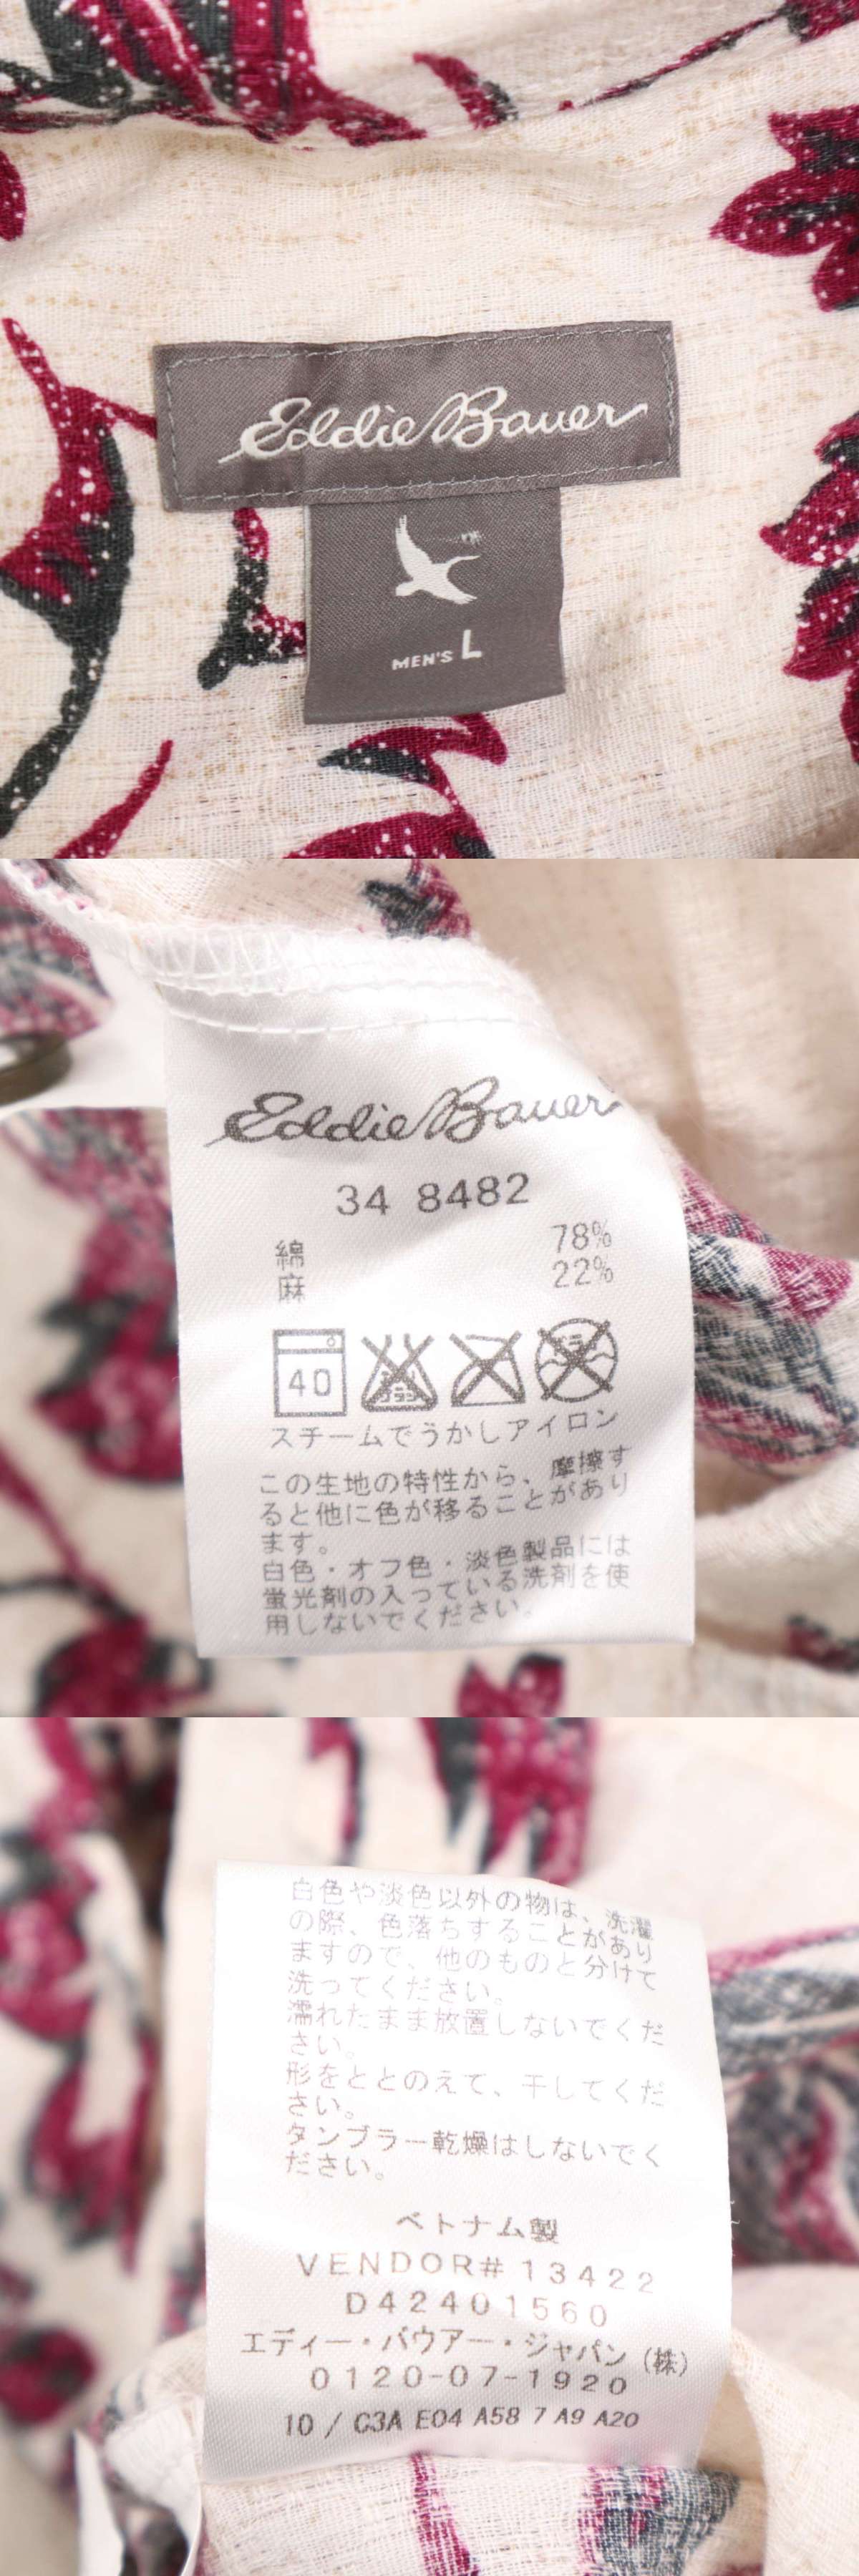 Eddie Bauer
MEN'S L
Eddie Bauer
34 8482
綿 78%
麻 22%
40
スチームでうかしアイロン
この生地の特性から、摩擦す
ると他に色が移ることがあり
ます。
白色・オフ色・淡色製品には
蛍光剤の入っている洗剤を使
用しないでください。
白色や淡色以外の物は、洗濯
の際、色落ちすることがあり
ますので、他のものと分けて
洗ってください。
濡れたまま放置しないでくだ
さい。
形をととのえて、干してくだ
さい。
タンブラー乾燥はしないでく
ださい。
ベトナム製
VENDOR# 13422
D42401560
エディー・バウアー・ジャパン（株）
0120-07-1920
10 / C3A E04 A58 7 A9 A20